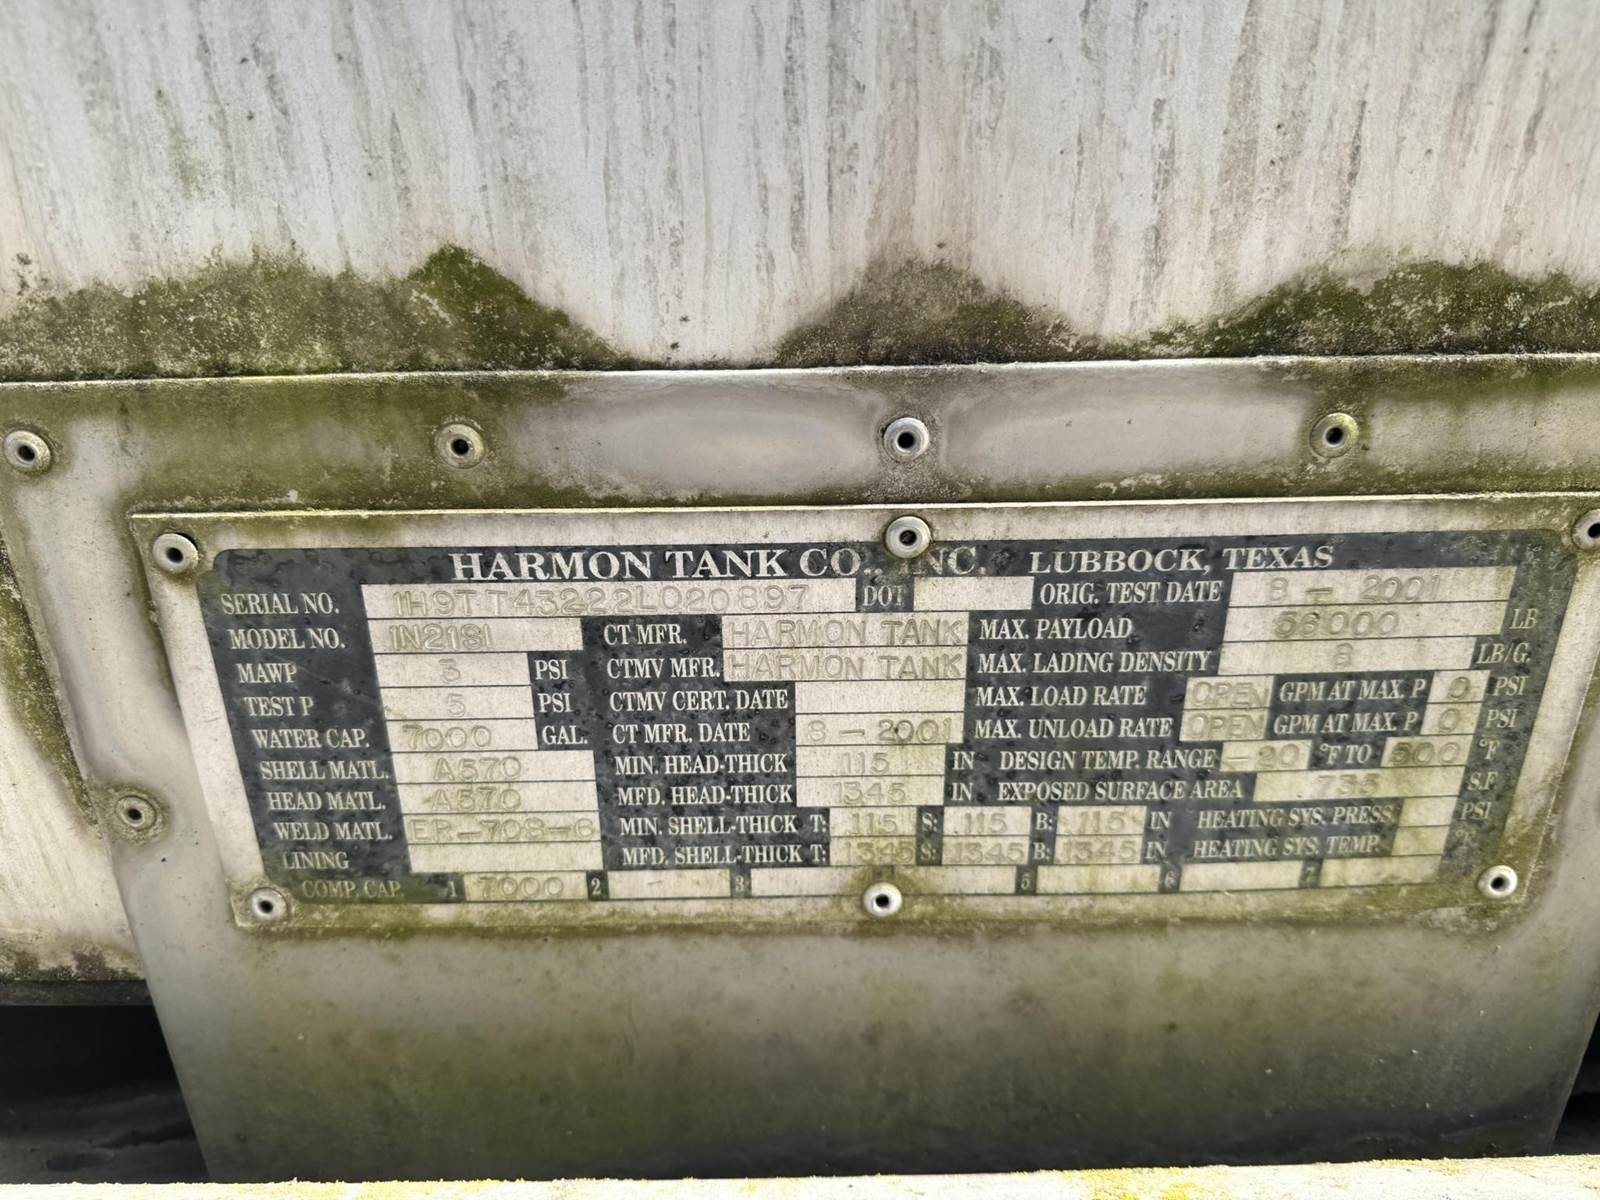 HARMON TANK CO., INC. LUBBOCK, TEXAS
SERIAL NO. 1H9TT43222L020897 DOT ORIG. TEST DATE 8-2001
MODEL NO. CT MFR. HARMON TANK MAX. PAYLOAD 56000 LB
MAWP 3 PSI CTMV MFR. HARMON TANK MAX. LADING DENSITY 8 LB/G.
TEST P 5 PSI CTMV CERT. DATE MAX. LOAD RATE OPEN GPM AT MAX. P 0 PSI
WATER CAP. 7000 GAL. CT MFR. DATE 8-2001 MAX. UNLOAD RATE OPEN GPM AT MAX. P 0 PSI
SHELL MATL. A570 MIN. HEAD-THICK .115 IN DESIGN TEMP. RANGE -20 °F TO 500 °F
HEAD MATL. A570 MFD. HEAD-THICK .1345 IN EXPOSED SURFACE AREA 735 S.F.
WELD MATL. MIN. SHELL-THICK T: .115 S: .115 B: .115 IN HEATING SYS. PRESS. PSI
LINING MFD. SHELL-THICK T: .1345 S: .1345 B: .1345 IN HEATING SYS. TEMP. °F
COMP. CAP. 1 7000 2 - 3 5 6 7